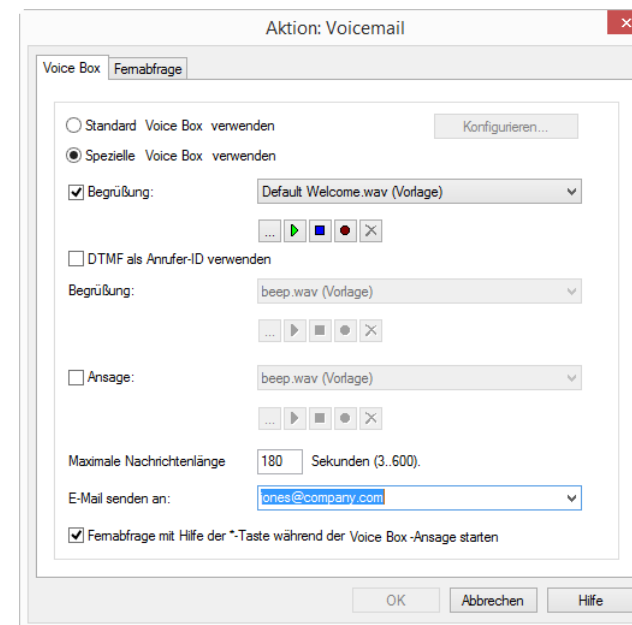 Aktion: Voicemail
Voice Box Fernabfrage
Standard Voice Box verwenden Konfigurieren...
Spezielle Voice Box verwenden
Begrüßung: Default Welcome.wav (Vorlage)
...
DTMF als Anrufer-ID verwenden
Begrüßung: beep.wav (Vorlage)
...
Ansage: beep.wav (Vorlage)
...
Maximale Nachrichtenlänge 180 Sekunden (3..600).
E-Mail senden an: jones@company.com
Fernabfrage mit Hilfe der *-Taste während der Voice Box -Ansage starten
OK Abbrechen Hilfe